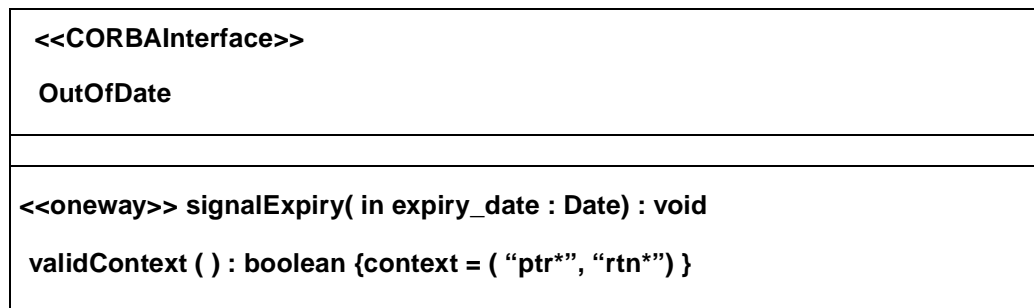 <<CORBAInterface>>
OutOfDate
<<oneway>> signalExpiry( in expiry_date : Date) : void
validContext ( ) : boolean {context = ( “ptr*”, “rtn*”) }